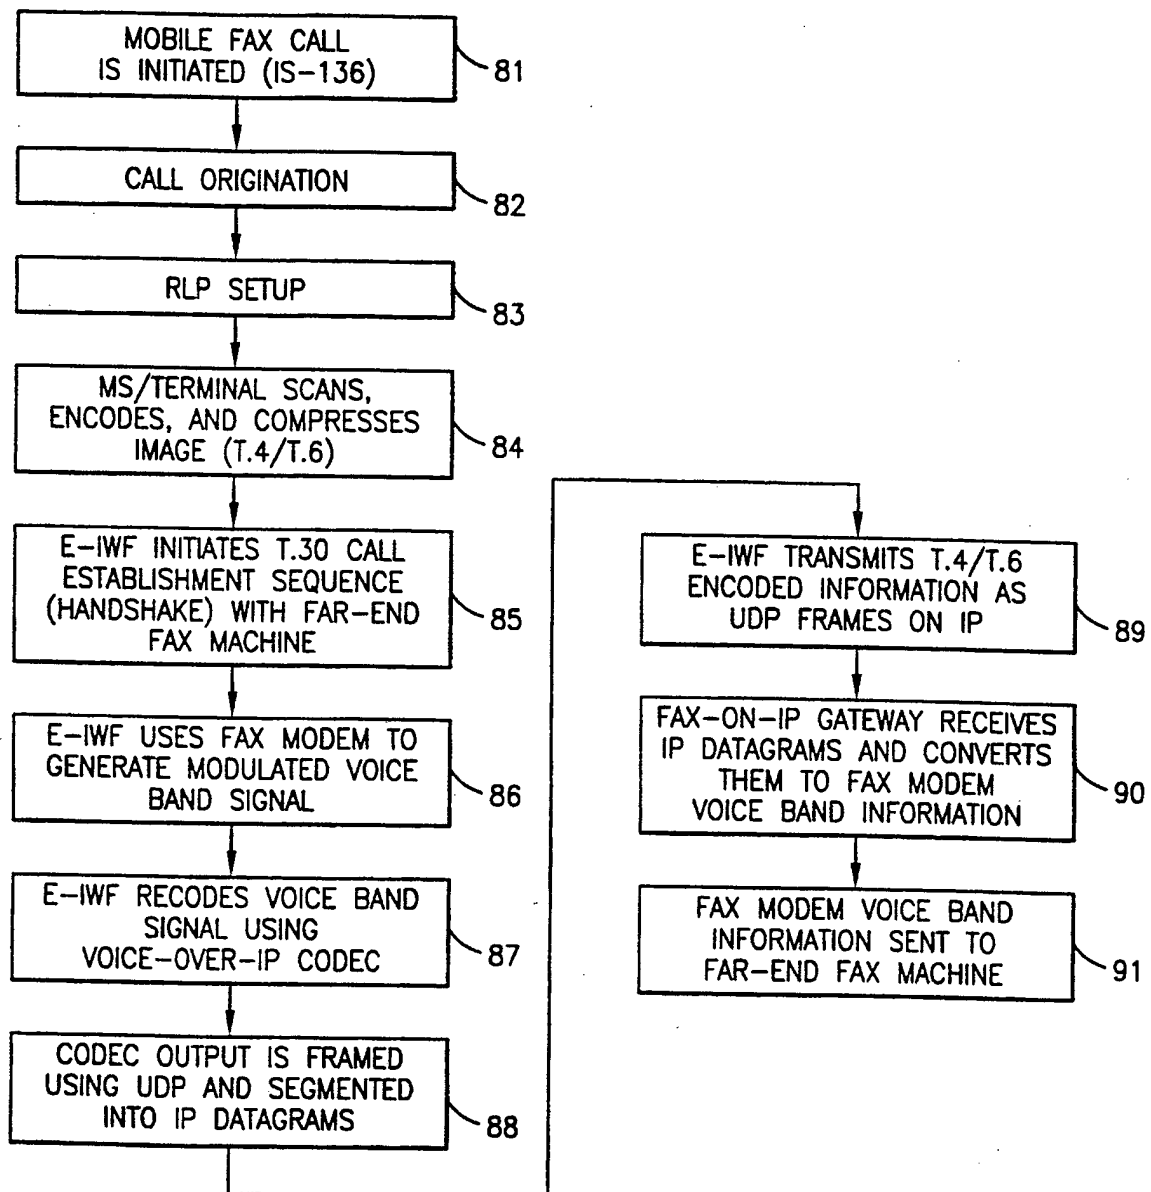 MOBILE FAX CALL
IS INITIATED (IS-136)
81
CALL ORIGINATION
82
RLP SETUP
83
MS/TERMINAL SCANS,
ENCODES, AND COMPRESSES
IMAGE (T.4/T.6)
84
E-IWF INITIATES T.30 CALL
ESTABLISHMENT SEQUENCE
(HANDSHAKE) WITH FAR-END
FAX MACHINE
85
E-IWF USES FAX MODEM TO
GENERATE MODULATED VOICE
BAND SIGNAL
86
E-IWF RECODES VOICE BAND
SIGNAL USING
VOICE-OVER-IP CODEC
87
CODEC OUTPUT IS FRAMED
USING UDP AND SEGMENTED
INTO IP DATAGRAMS
88
E-IWF TRANSMITS T.4/T.6
ENCODED INFORMATION AS
UDP FRAMES ON IP
89
FAX-ON-IP GATEWAY RECEIVES
IP DATAGRAMS AND CONVERTS
THEM TO FAX MODEM
VOICE BAND INFORMATION
90
FAX MODEM VOICE BAND
INFORMATION SENT TO
FAR-END FAX MACHINE
91